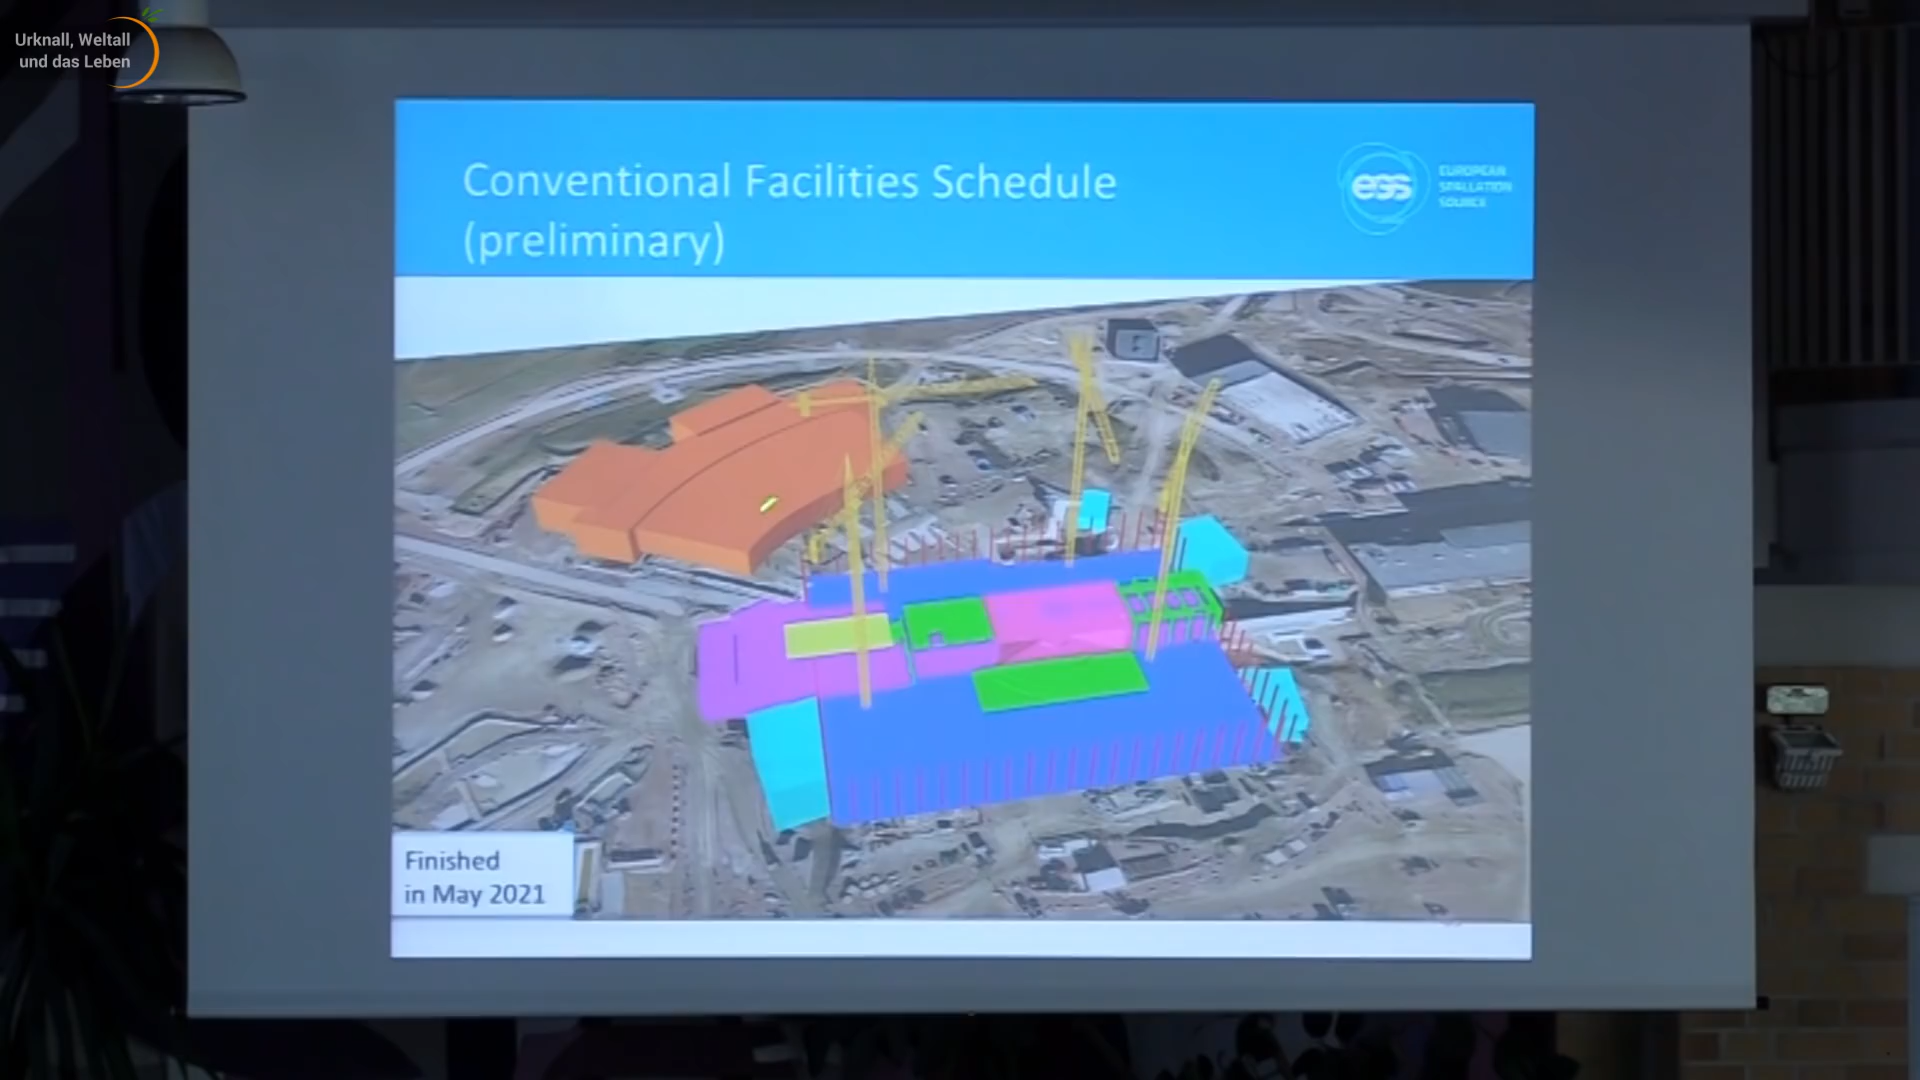 Urknall, Weltall
und das Leben
Conventional Facilities Schedule
(preliminary)
ess
EUROPEAN
SPALLATION
SOURCE
Finished
in May 2021